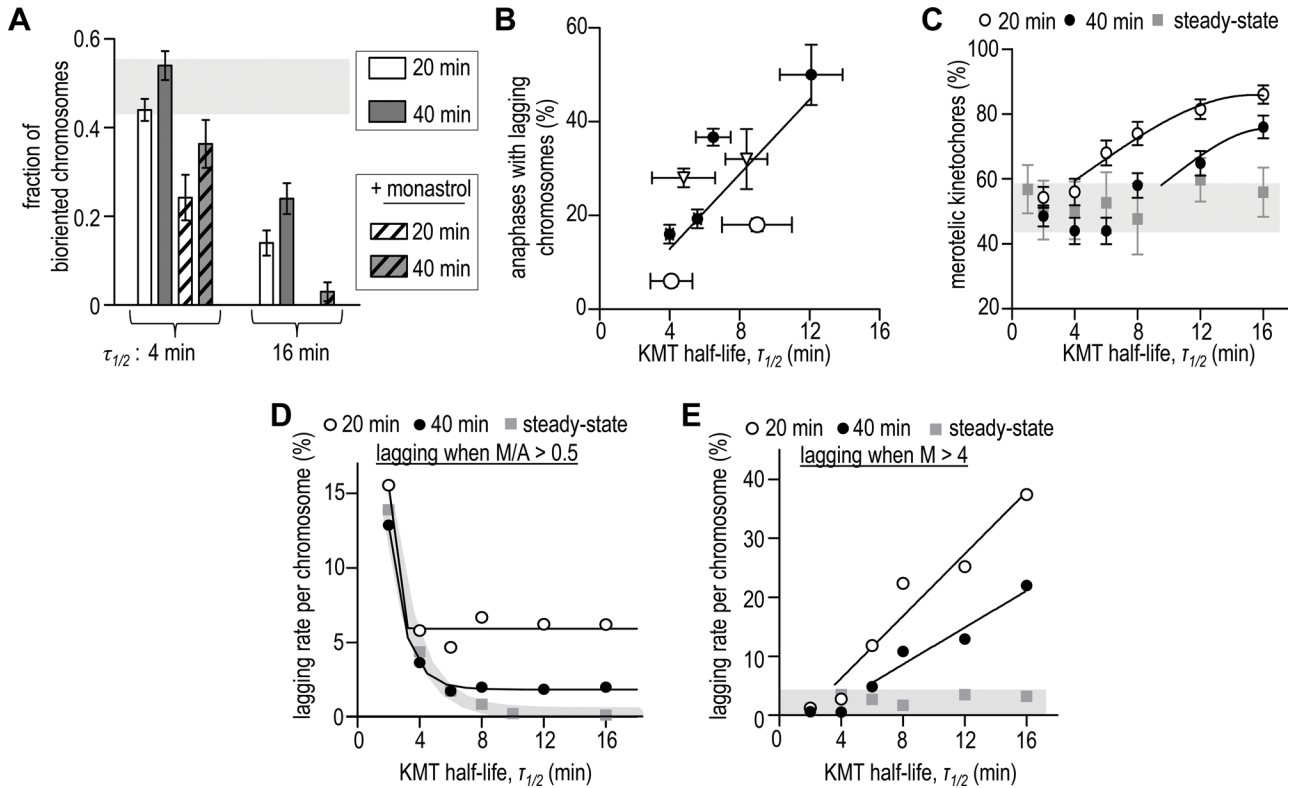 A
0.6
0.4
0.2
0
fraction of
bioriented chromosomes
20 min
40 min
+ monastrol
20 min
40 min
τ1/2 : 4 min
16 min
B
60
40
20
0
anaphases with lagging
chromosomes (%)
0 4 8 12 16
KMT half-life, τ1/2 (min)
C
20 min 40 min steady-state
100
80
60
40
20
merotelic kinetochores (%)
0 4 8 12 16
KMT half-life, τ1/2 (min)
D
20 min 40 min steady-state
lagging when M/A > 0.5
15
10
5
0
lagging rate per chromosome (%)
0 4 8 12 16
KMT half-life, τ1/2 (min)
E
20 min 40 min steady-state
lagging when M > 4
40
30
20
10
0
lagging rate per chromosome (%)
0 4 8 12 16
KMT half-life, τ1/2 (min)